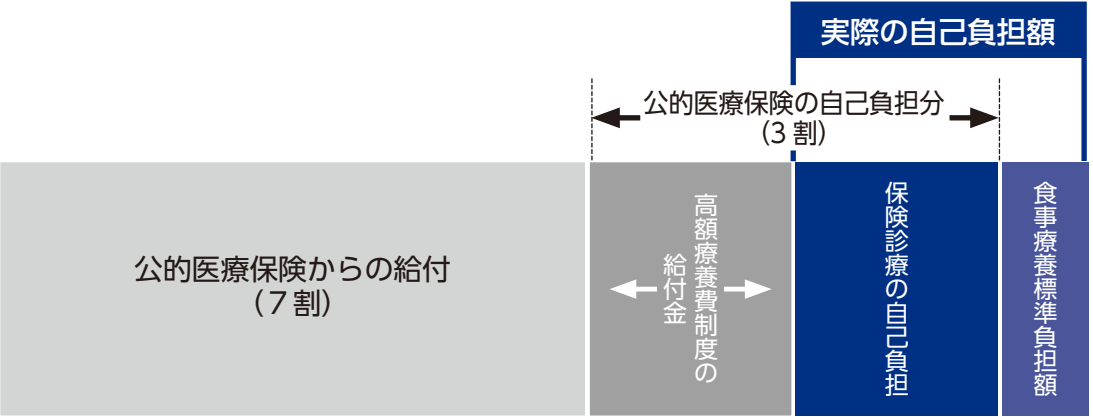 実際の自己負担額
公的医療保険の自己負担分
（3 割）
公的医療保険からの給付
（７割）
高額療養費制度の
給付金
保険診療の自己負担
食事療養標準負担額